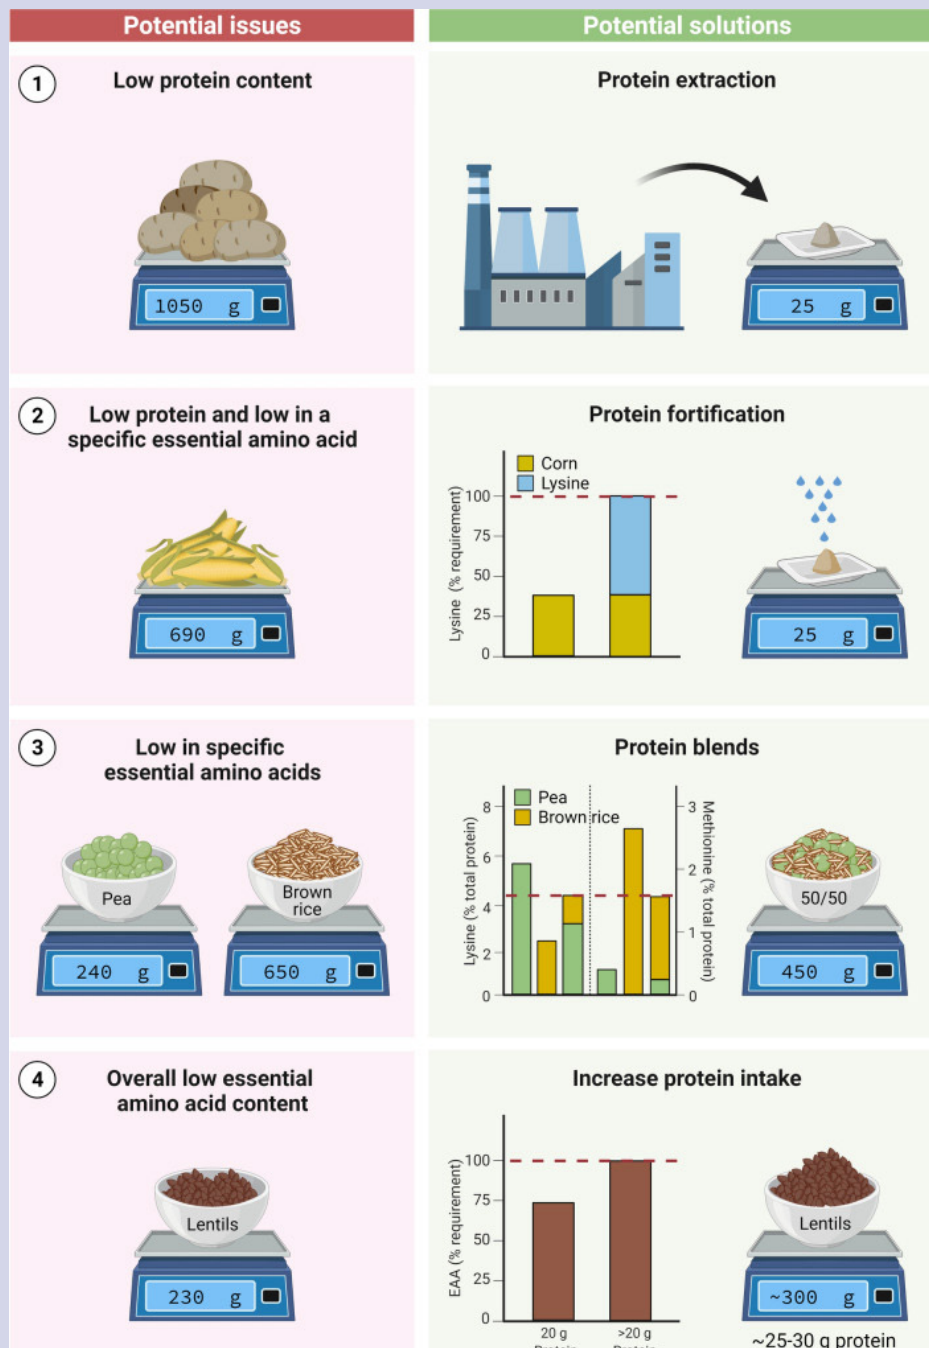 Potential issues
Potential solutions
1
Low protein content
1050 g
Protein extraction
25 g
2
Low protein and low in a
specific essential amino acid
690 g
Protein fortification
Corn
Lysine
Lysine (% requirement)
100
75
50
25
0
25 g
3
Low in specific
essential amino acids
Pea
240 g
Brown
rice
650 g
Protein blends
Pea
Brown rice
Lysine (% total protein)
8
6
4
2
0
3
2
1
0
Methionine (% total protein)
50/50
450 g
4
Overall low essential
amino acid content
Lentils
230 g
Increase protein intake
EAA (% requirement)
100
75
50
25
0
20 g
Protein
>20 g
Protein
Lentils
~300 g
~25-30 g protein